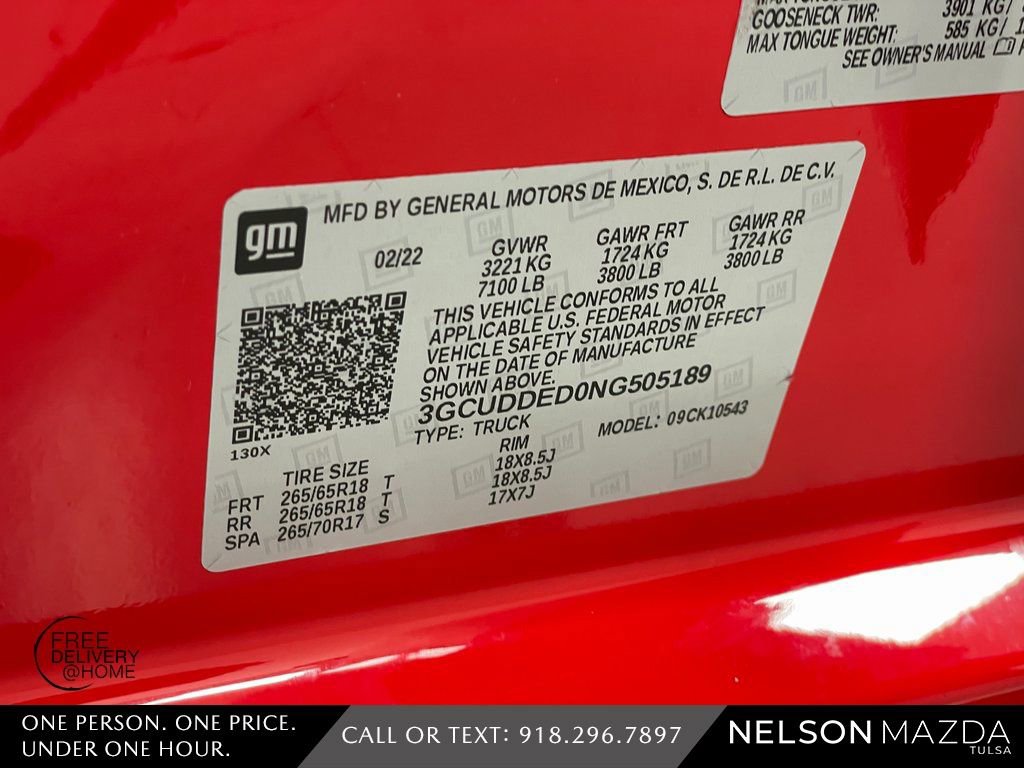 GOOSENECK TWR: 3901 KG/
MAX TONGUE WEIGHT: 585 KG/
SEE OWNER'S MANUAL
gm
MFD BY GENERAL MOTORS DE MEXICO, S. DE R.L. DE C.V.
02/22
GVWR
3221 KG
7100 LB
GAWR FRT
1724 KG
3800 LB
GAWR RR
1724 KG
3800 LB
THIS VEHICLE CONFORMS TO ALL
APPLICABLE U.S. FEDERAL MOTOR
VEHICLE SAFETY STANDARDS IN EFFECT
ON THE DATE OF MANUFACTURE
SHOWN ABOVE.
3GCUDDED0NG505189
TYPE: TRUCK MODEL: 09CK10543
130X
TIRE SIZE RIM
FRT 265/65R18 T 18X8.5J
RR 265/65R18 T 18X8.5J
SPA 265/70R17 S 17X7J
FREE
DELIVERY
@HOME
ONE PERSON. ONE PRICE.
UNDER ONE HOUR.
CALL OR TEXT: 918.296.7897
NELSON MAZDA
TULSA